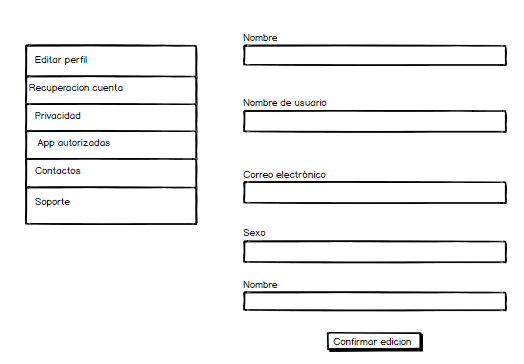 Editar perfil
Recuperacion cuenta
Privacidad
App autorizadas
Contactos
Soporte
Nombre
Nombre de usuario
Correo electrónico
Sexo
Nombre
Confirmar edicion